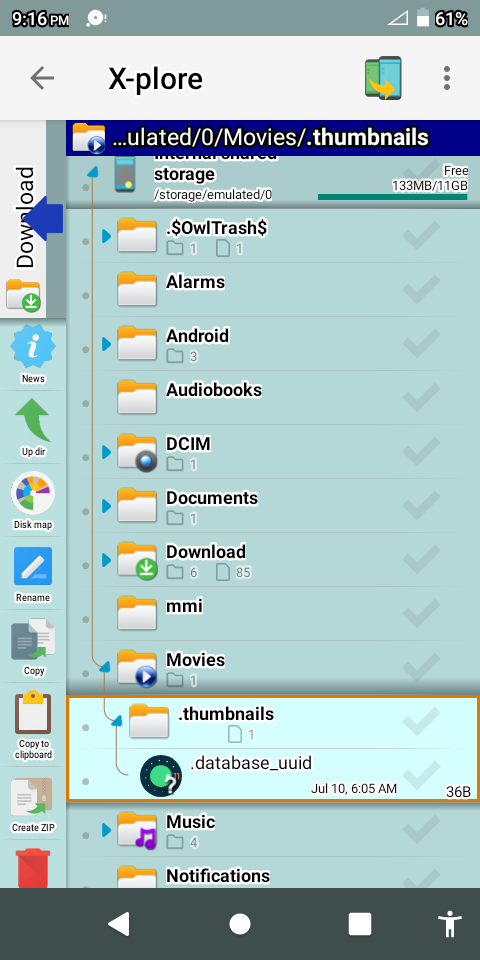 9:16 PM
61%
X-plore
...ulated/0/Movies/.thumbnails
Download
News
Up dir
Disk map
Rename
Copy
Copy to
clipboard
Create ZIP
Internal shared
storage
/storage/emulated/0
Free
133MB/11GB
.$OwlTrash$
1 1
Alarms
Android
3
Audiobooks
DCIM
1
Documents
1
Download
6 85
mmi
Movies
1
.thumbnails
1
.database_uuid
Jul 10, 6:05 AM
36B
Music
4
Notifications